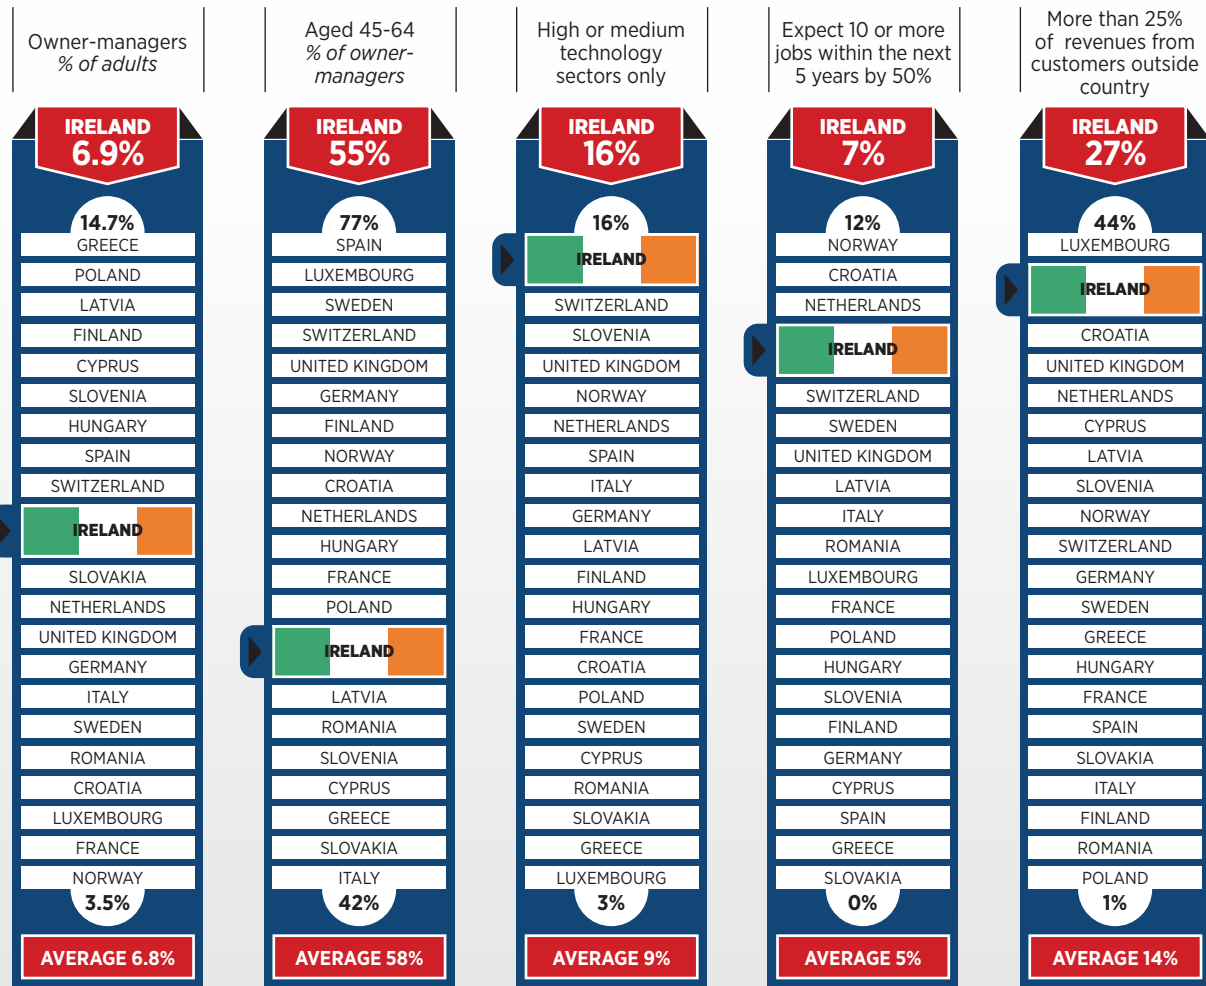 Owner-managers
% of adults
IRELAND
6.9%
14.7%
GREECE
POLAND
LATVIA
FINLAND
CYPRUS
SLOVENIA
HUNGARY
SPAIN
SWITZERLAND
IRELAND
SLOVAKIA
NETHERLANDS
UNITED KINGDOM
GERMANY
ITALY
SWEDEN
ROMANIA
CROATIA
LUXEMBOURG
FRANCE
NORWAY
3.5%
AVERAGE 6.8%
Aged 45-64
% of owner-
managers
IRELAND
55%
77%
SPAIN
LUXEMBOURG
SWEDEN
SWITZERLAND
UNITED KINGDOM
GERMANY
FINLAND
NORWAY
CROATIA
NETHERLANDS
HUNGARY
FRANCE
POLAND
IRELAND
LATVIA
ROMANIA
SLOVENIA
CYPRUS
GREECE
SLOVAKIA
ITALY
42%
AVERAGE 58%
High or medium
technology
sectors only
IRELAND
16%
16%
IRELAND
SWITZERLAND
SLOVENIA
UNITED KINGDOM
NORWAY
NETHERLANDS
SPAIN
ITALY
GERMANY
LATVIA
FINLAND
HUNGARY
FRANCE
CROATIA
POLAND
SWEDEN
CYPRUS
ROMANIA
SLOVAKIA
GREECE
LUXEMBOURG
3%
AVERAGE 9%
Expect 10 or more
jobs within the next
5 years by 50%
IRELAND
7%
12%
NORWAY
CROATIA
NETHERLANDS
IRELAND
SWITZERLAND
SWEDEN
UNITED KINGDOM
LATVIA
ITALY
ROMANIA
LUXEMBOURG
FRANCE
POLAND
HUNGARY
SLOVENIA
FINLAND
GERMANY
CYPRUS
SPAIN
GREECE
SLOVAKIA
0%
AVERAGE 5%
More than 25%
of revenues from
customers outside
country
IRELAND
27%
44%
LUXEMBOURG
IRELAND
CROATIA
UNITED KINGDOM
NETHERLANDS
CYPRUS
LATVIA
SLOVENIA
NORWAY
SWITZERLAND
GERMANY
SWEDEN
GREECE
HUNGARY
FRANCE
SPAIN
SLOVAKIA
ITALY
FINLAND
ROMANIA
POLAND
1%
AVERAGE 14%